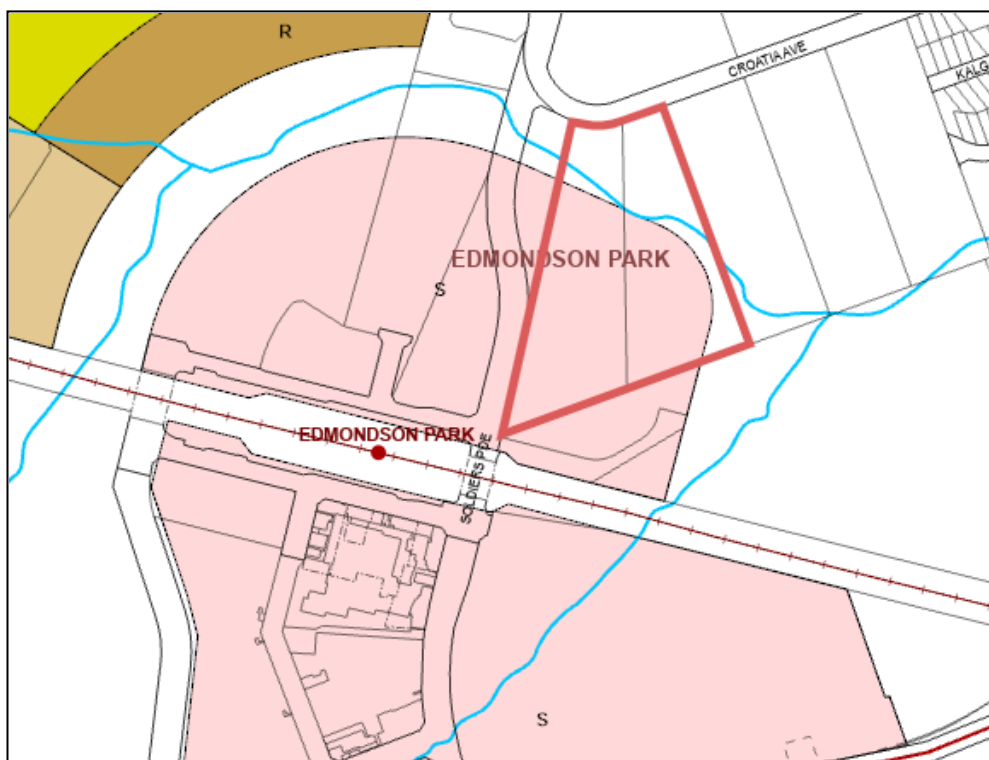 R
CROATIA AVE
KALG
EDMONDSON PARK
S
EDMONDSON PARK
SOLDIERS PDE
S